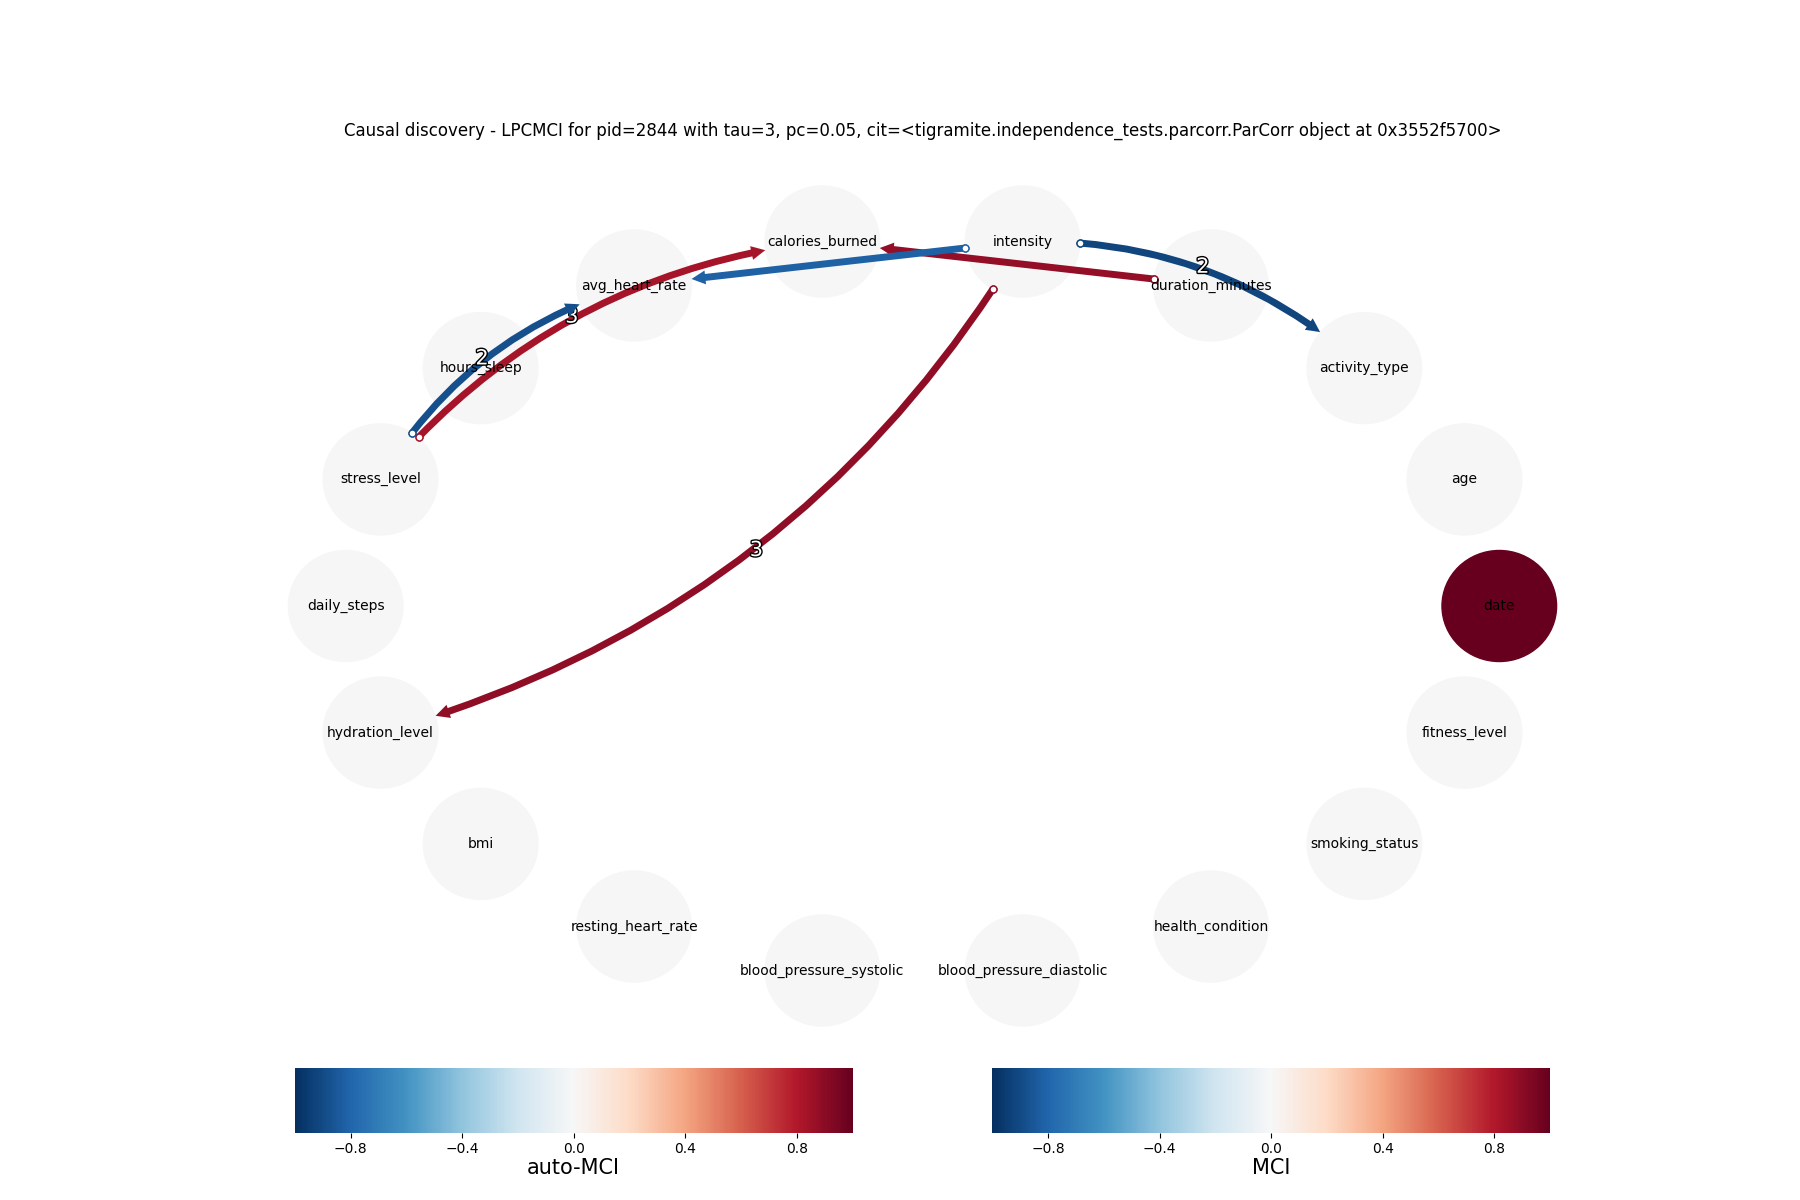 Causal discovery - LPCMCI for pid=2844 with tau=3, pc=0.05, cit=<tigramite.independence_tests.parcorr.ParCorr object at 0x3552f5700>
calories_burned
intensity
avg_heart_rate
duration_minutes
2
3
2
hours_sleep
activity_type
stress_level
age
3
daily_steps
date
hydration_level
fitness_level
bmi
smoking_status
resting_heart_rate
health_condition
blood_pressure_systolic
blood_pressure_diastolic
−0.8 −0.4 0.0 0.4 0.8
auto-MCI
−0.8 −0.4 0.0 0.4 0.8
MCI